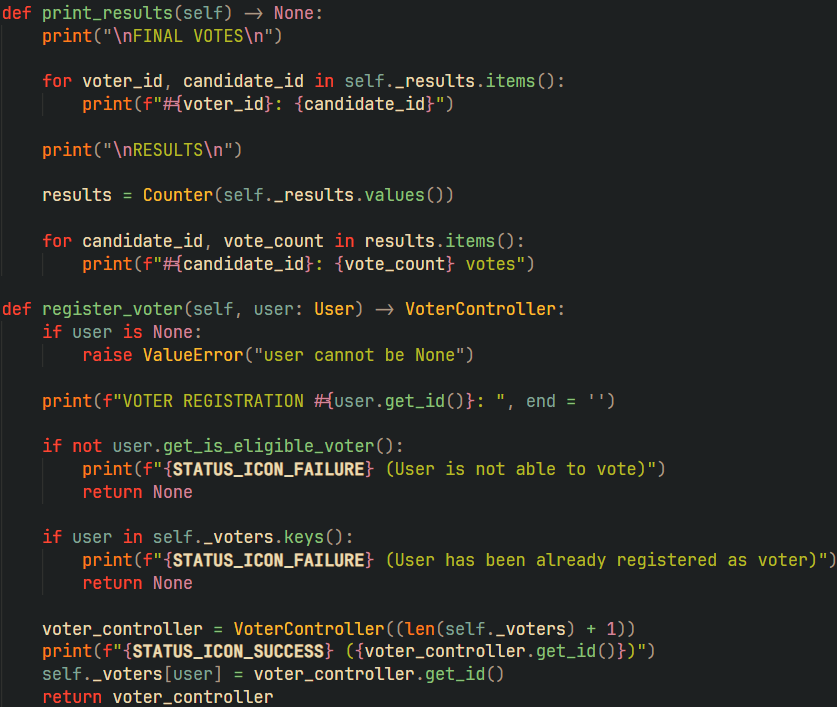 def print_results(self) -> None:
    print("\nFINAL VOTES\n")
    for voter_id, candidate_id in self._results.items():
        print(f"#{voter_id}: {candidate_id}")
    print("\nRESULTS\n")
    results = Counter(self._results.values())
    for candidate_id, vote_count in results.items():
        print(f"#{candidate_id}: {vote_count} votes")
def register_voter(self, user: User) -> VoterController:
    if user is None:
        raise ValueError("user cannot be None")
    print(f"VOTER REGISTRATION #{user.get_id()}: ", end = '')
    if not user.get_is_eligible_voter():
        print(f"{STATUS_ICON_FAILURE} (User is not able to vote)")
        return None
    if user in self._voters.keys():
        print(f"{STATUS_ICON_FAILURE} (User has been already registered as voter)")
        return None
    voter_controller = VoterController((len(self._voters) + 1))
    print(f"{STATUS_ICON_SUCCESS} ({voter_controller.get_id()})")
    self._voters[user] = voter_controller.get_id()
    return voter_controller